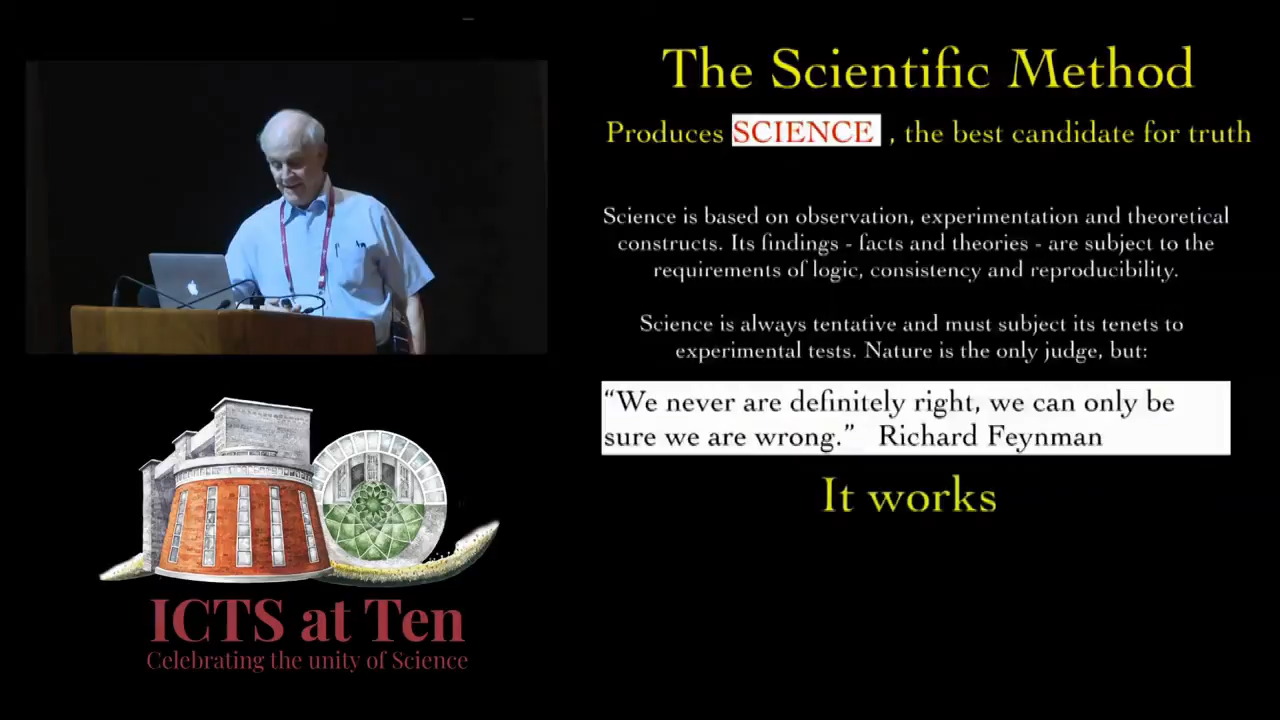 The Scientific Method
Produces SCIENCE , the best candidate for truth
Science is based on observation, experimentation and theoretical
constructs. Its findings - facts and theories - are subject to the
requirements of logic, consistency and reproducibility.
Science is always tentative and must subject its tenets to
experimental tests. Nature is the only judge, but:
“We never are definitely right, we can only be
sure we are wrong.” Richard Feynman
It works
ICTS at Ten
Celebrating the unity of Science